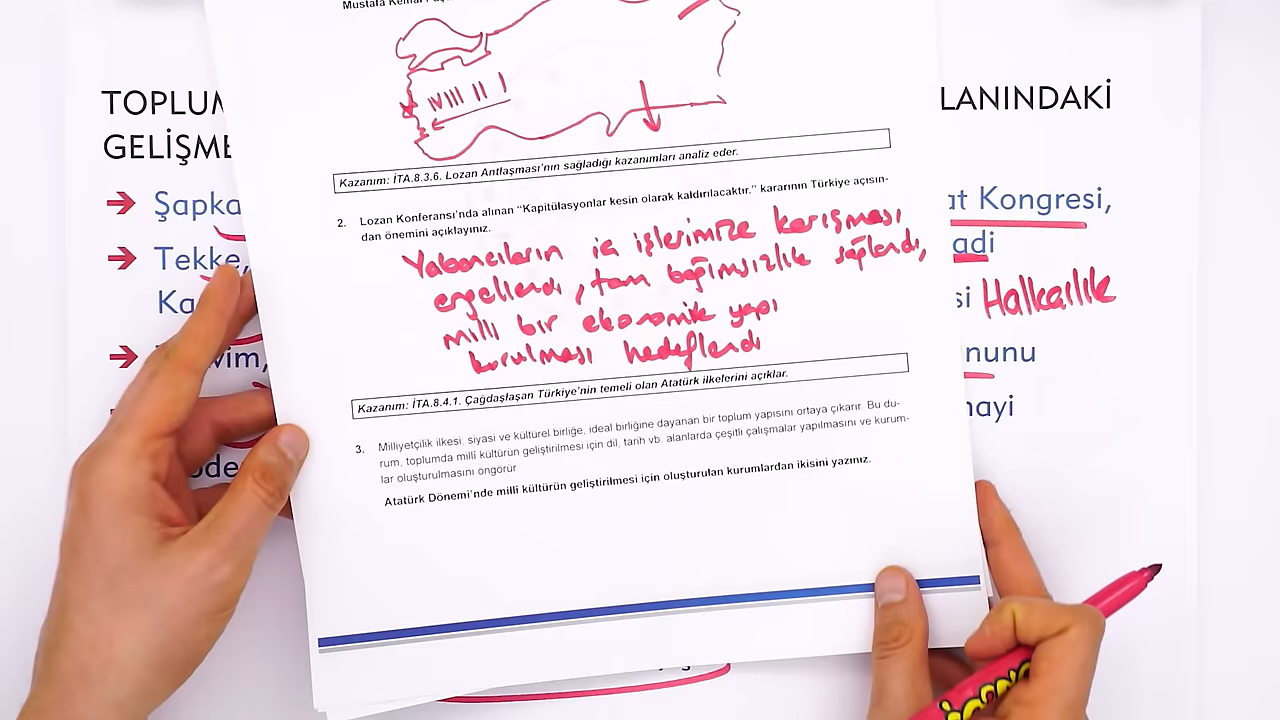 Mustafa Kemal
IVIII II I
Kazanım: İTA.8.3.6. Lozan Antlaşması'nın sağladığı kazanımları analiz eder.
2. Lozan Konferansı'nda alınan “Kapitülasyonlar kesin olarak kaldırılacaktır.” kararının Türkiye açısın-
dan önemini açıklayınız.
Yabancıların iç işlerimize karışması
engellendi, tam bağımsızlık sağlandı,
milli bir ekonomik yapı
kurulması hedeflendi
Kazanım: İTA.8.4.1. Çağdaşlaşan Türkiye'nin temeli olan Atatürk ilkelerini açıklar.
3. Milliyetçilik ilkesi; siyasi ve kültürel birliğe, ideal birliğine dayanan bir toplum yapısını ortaya çıkarır. Bu du-
rum, toplumda milli kültürün geliştirilmesi için dil, tarih vb. alanlarda çeşitli çalışmalar yapılmasını ve kurum-
lar oluşturulmasını öngörür
Atatürk Dönemi'nde milli kültürün geliştirilmesi için oluşturulan kurumlardan ikisini yazınız.
TOPLUM
GELİŞME
Şapka
Tekke,
Ka
vim,
ode
LANINDAKİ
at Kongresi,
adi
si Halkçılık
nunu
nayi